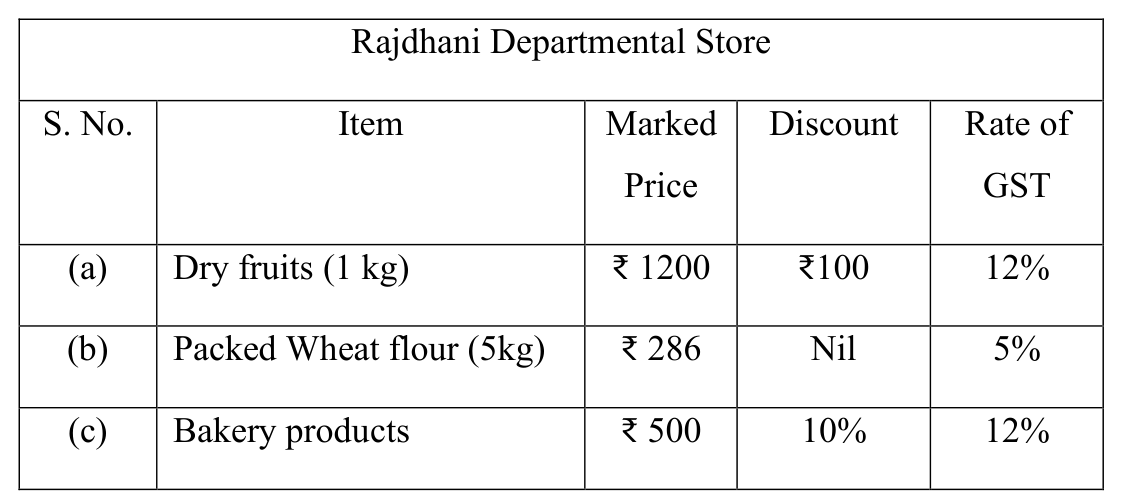 Rajdhani Departmental Store
S. No. Item Marked Price Discount Rate of GST
(a) Dry fruits (1 kg) ₹ 1200 ₹100 12%
(b) Packed Wheat flour (5kg) ₹ 286 Nil 5%
(c) Bakery products ₹ 500 10% 12%